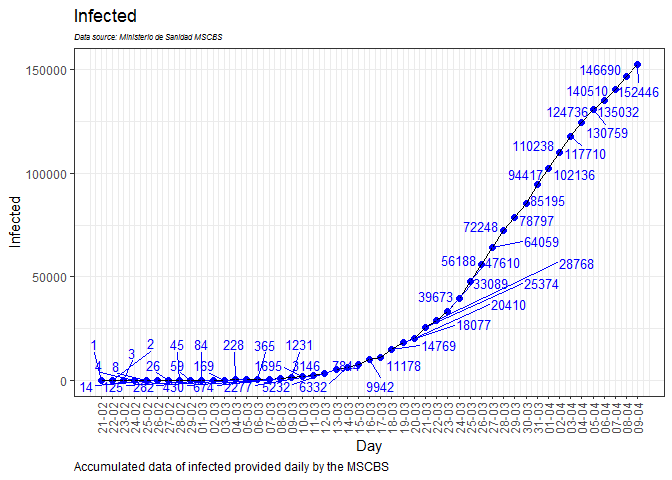 Infected
Data source: Ministerio de Sanidad MSCBS
150000
100000
50000
0
Infected
146690
140510 152446
124736 135032
130759
110238 117710
94417 102136
85195
72248 78797
64059
56188 47610
28768
33089 25374
39673
20410
18077
14769
1 2 45 84 228 365 1231
3
4 8 26 59 169 1695 3146 11178
14 125 282 430 674 2277 5232 6332 9942
21-02 22-02 23-02 24-02 25-02 26-02 27-02 28-02 29-02 01-03 02-03 03-03 04-03 05-03 06-03 07-03 08-03 09-03 10-03 11-03 12-03 13-03 14-03 15-03 16-03 17-03 18-03 19-03 20-03 21-03 22-03 23-03 24-03 25-03 26-03 27-03 28-03 29-03 30-03 31-03 01-04 02-04 03-04 04-04 05-04 06-04 07-04 08-04 09-04
Day
Accumulated data of infected provided daily by the MSCBS